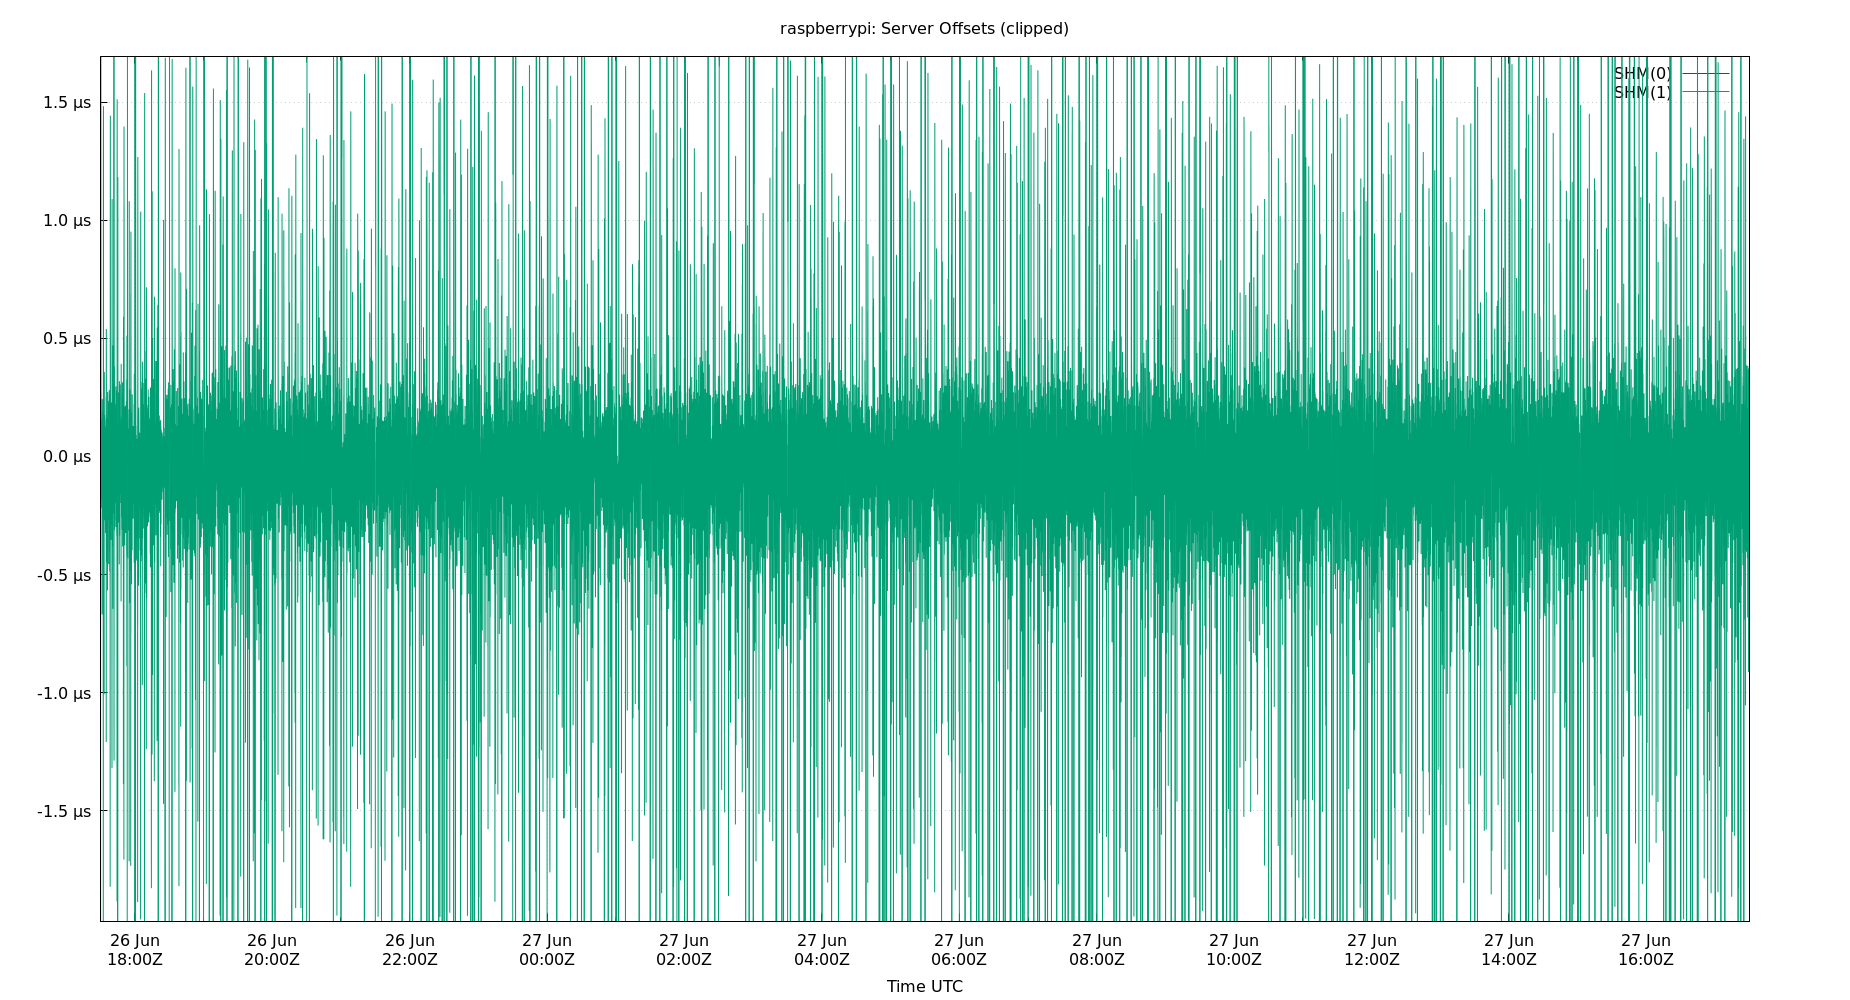 raspberrypi: Server Offsets (clipped)
SHM(0)
SHM(1)
1.5 µs
1.0 µs
0.5 µs
0.0 µs
-0.5 µs
-1.0 µs
-1.5 µs
26 Jun
18:00Z
26 Jun
20:00Z
26 Jun
22:00Z
27 Jun
00:00Z
27 Jun
02:00Z
27 Jun
04:00Z
27 Jun
06:00Z
27 Jun
08:00Z
27 Jun
10:00Z
27 Jun
12:00Z
27 Jun
14:00Z
27 Jun
16:00Z
Time UTC